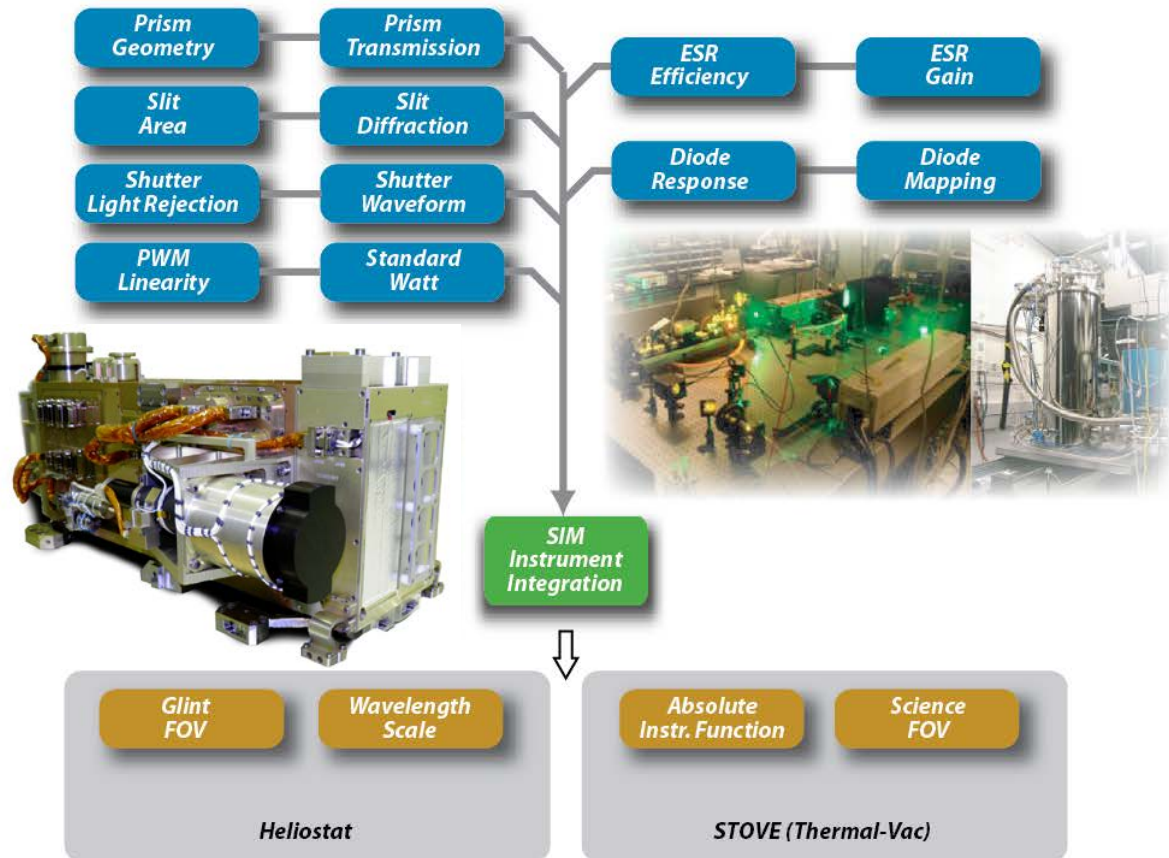 Prism
Geometry
Prism
Transmission
ESR
Efficiency
ESR
Gain
Slit
Area
Slit
Diffraction
Diode
Response
Diode
Mapping
Shutter
Light Rejection
Shutter
Waveform
PWM
Linearity
Standard
Watt
SIM
Instrument
Integration
Glint
FOV
Wavelength
Scale
Absolute
Instr. Function
Science
FOV
Heliostat
STOVE (Thermal-Vac)